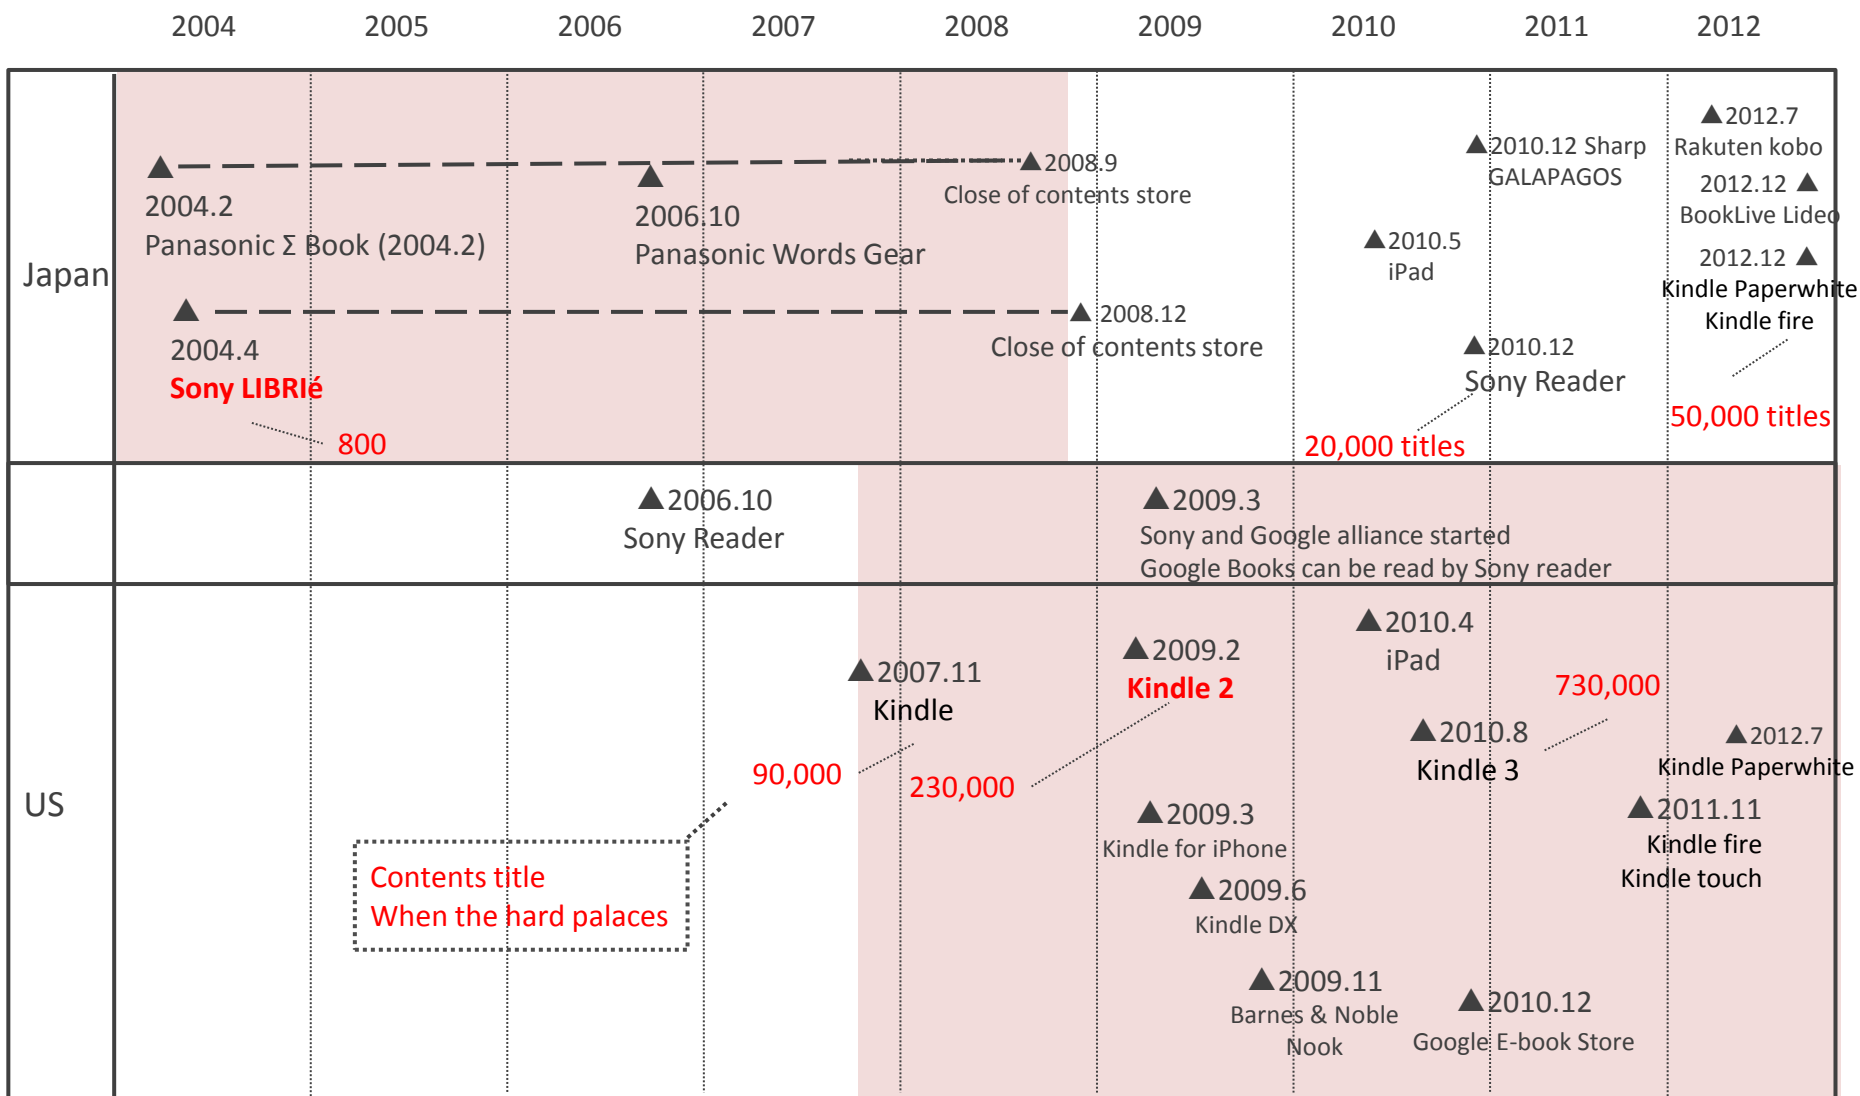 2004 2005 2006 2007 2008 2009 2010 2011 2012
Japan
▲
2004.2
Panasonic Σ Book (2004.2)
▲
2006.10
Panasonic Words Gear
▲2008.9
Close of contents store
▲
2004.4
Sony LIBRIé
800
▲2008.12
Close of contents store
▲2010.5
iPad
▲2010.12 Sharp
GALAPAGOS
▲2010.12
Sony Reader
20,000 titles
▲2012.7
Rakuten kobo
2012.12 ▲
BookLive Lideo
2012.12 ▲
Kindle Paperwhite
Kindle fire
50,000 titles
▲2006.10
Sony Reader
▲2009.3
Sony and Google alliance started
Google Books can be read by Sony reader
US
▲2007.11
Kindle
90,000
▲2009.2
Kindle 2
230,000
▲2009.3
Kindle for iPhone
▲2009.6
Kindle DX
▲2009.11
Barnes & Noble
Nook
▲2010.4
iPad
▲2010.8
Kindle 3
730,000
▲2010.12
Google E-book Store
▲2012.7
Kindle Paperwhite
▲2011.11
Kindle fire
Kindle touch
Contents title
When the hard palaces